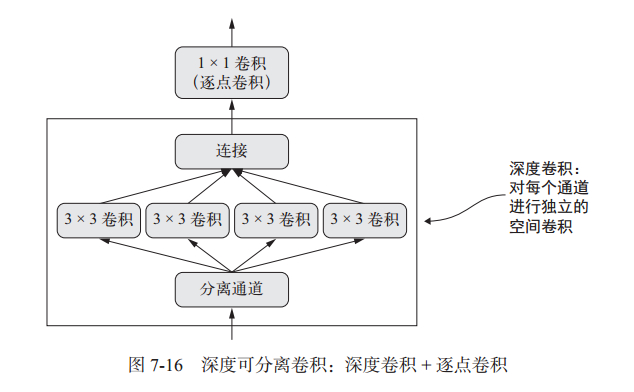 1 × 1 卷积
（逐点卷积）
连接
3 × 3 卷积
3 × 3 卷积
3 × 3 卷积
3 × 3 卷积
分离通道
深度卷积：
对每个通道
进行独立的
空间卷积
图 7-16 深度可分离卷积：深度卷积 + 逐点卷积